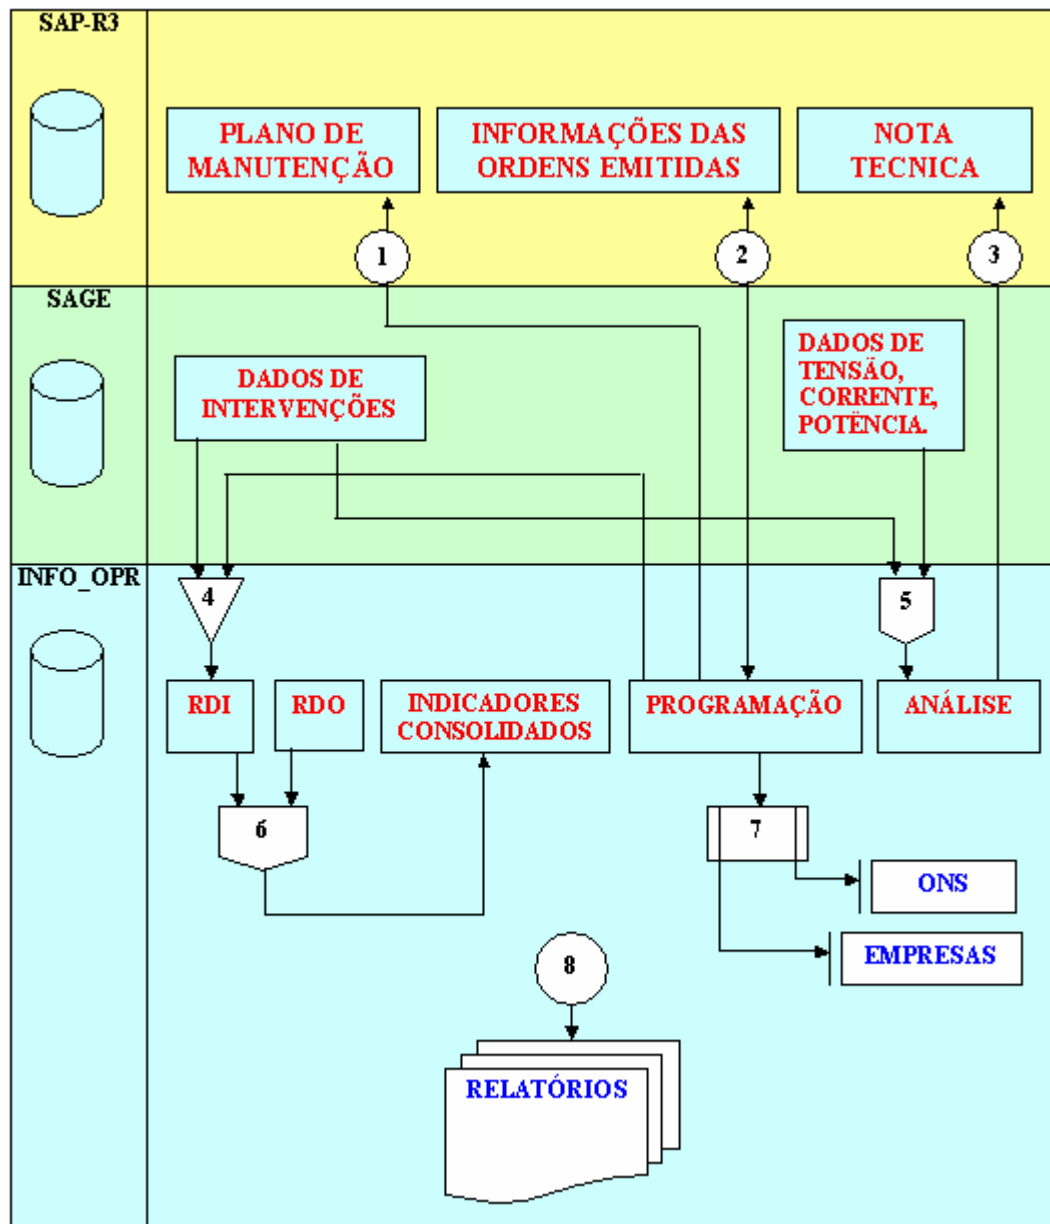 SAP-R3
PLANO DE
MANUTENÇÃO
INFORMAÇÕES DAS
ORDENS EMITIDAS
NOTA
TECNICA
1
2
3
SAGE
DADOS DE
INTERVENÇÕES
DADOS DE
TENSÃO,
CORRENTE,
POTÊNCIA.
INFO_OPR
4
5
RDI
RDO
INDICADORES
CONSOLIDADOS
PROGRAMAÇÃO
ANÁLISE
6
7
ONS
EMPRESAS
8
RELATÓRIOS